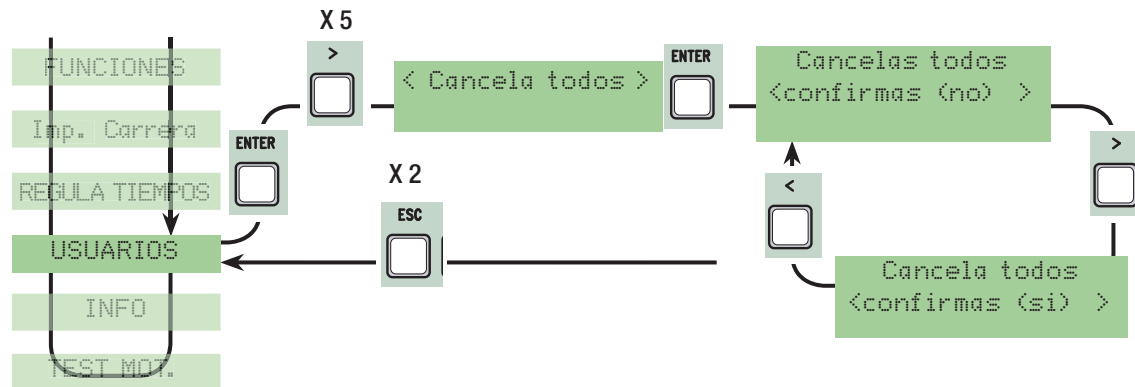 X 5
>
FUNCIONES
< Cancela todos >
ENTER
Cancelas todos
<confirmas (no) >
Imp. Carrera
ENTER
>
REGULA TIEMPOS
X 2
<
ESC
USUARIOS
Cancela todos
<confirmas (si) >
INFO
TEST MOT.